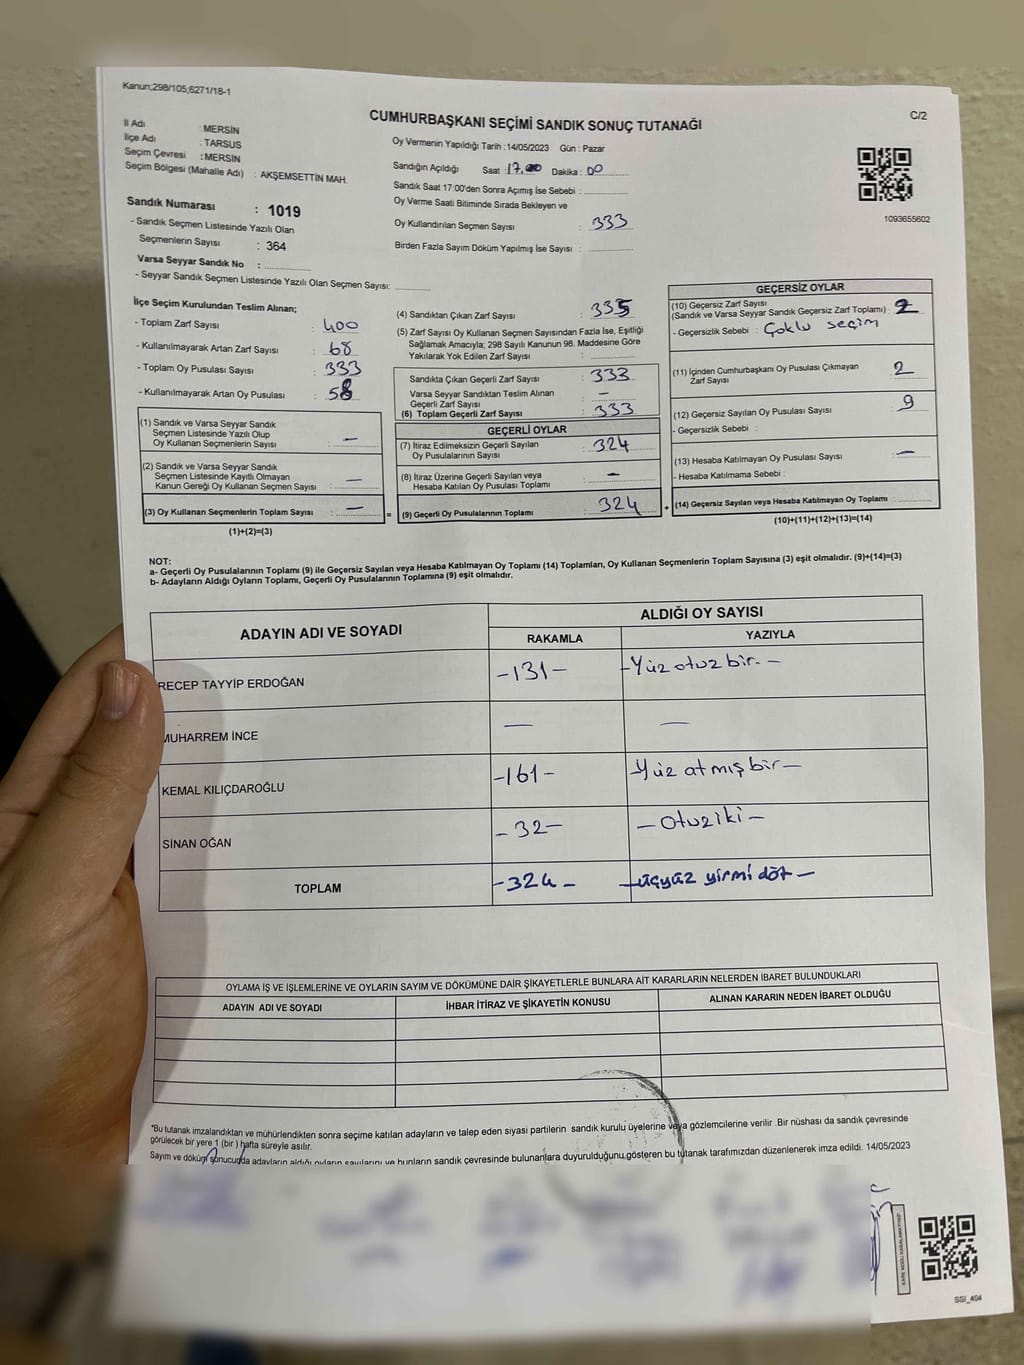 Kanun;298/105;6271/18-1
C/2
CUMHURBAŞKANI SEÇİMİ SANDIK SONUÇ TUTANAĞI
İl Adı : MERSİN
İlçe Adı : TARSUS
Seçim Çevresi : MERSİN
Seçim Bölgesi (Mahalle Adı) : AKŞEMSETTİN MAH.
Sandık Numarası : 1019
- Sandık Seçmen Listesinde Yazılı Olan
Seçmenlerin Sayısı : 364
Varsa Seyyar Sandık No :
- Seyyar Sandık Seçmen Listesinde Yazılı Olan Seçmen Sayısı:
Oy Vermenin Yapıldığı Tarih :14/05/2023 Gün : Pazar
Sandığın Açıldığı Saat :17.00 Dakika : 00
Sandık Saat 17:00'den Sonra Açımış İse Sebebi :
Oy Verme Saati Bitiminde Sırada Bekleyen ve
Oy Kullandırılan Seçmen Sayısı : 333
Birden Fazla Sayım Döküm Yapılmış İse Sayısı :
1093655602
İlçe Seçim Kurulundan Teslim Alınan;
- Toplam Zarf Sayısı : 400
- Kullanılmayarak Artan Zarf Sayısı : 68
- Toplam Oy Pusulası Sayısı : 333
- Kullanılmayarak Artan Oy Pusulası : 58
(1) Sandık ve Varsa Seyyar Sandık
Seçmen Listesinde Yazılı Olup
Oy Kullanan Seçmenlerin Sayısı : —
(2) Sandık ve Varsa Seyyar Sandık
Seçmen Listesinde Kayıtlı Olmayan
Kanun Gereği Oy Kullanan Seçmen Sayısı : —
(3) Oy Kullanan Seçmenlerin Toplam Sayısı : — =
(1)+(2)=(3)
(4) Sandıktan Çıkan Zarf Sayısı : 335
(5) Zarf Sayısı Oy Kullanan Seçmen Sayısından Fazla İse, Eşitliği
Sağlamak Amacıyla; 298 Sayılı Kanunun 98. Maddesine Göre
Yakılarak Yok Edilen Zarf Sayısı :
Sandıkta Çıkan Geçerli Zarf Sayısı : 333
Varsa Seyyar Sandıktan Teslim Alınan
Geçerli Zarf Sayısı : —
(6) Toplam Geçerli Zarf Sayısı : 333
GEÇERLİ OYLAR
(7) İtiraz Edilmeksizin Geçerli Sayılan
Oy Pusulalarının Sayısı : 324
(8) İtiraz Üzerine Geçerli Sayılan veya
Hesaba Katılan Oy Pusulası Toplamı : —
(9) Geçerli Oy Pusulalarının Toplamı : 324 +
GEÇERSİZ OYLAR
(10) Geçersiz Zarf Sayısı
(Sandık ve Varsa Seyyar Sandık Geçersiz Zarf Toplamı) : 2
- Geçersizlik Sebebi : Çoklu seçim
(11) İçinden Cumhurbaşkanı Oy Pusulası Çıkmayan
Zarf Sayısı : 2
(12) Geçersiz Sayılan Oy Pusulası Sayısı : 9
- Geçersizlik Sebebi :
(13) Hesaba Katılmayan Oy Pusulası Sayısı : —
- Hesaba Katılmama Sebebi :
(14) Geçersiz Sayılan veya Hesaba Katılmayan Oy Toplamı :
(10)+(11)+(12)+(13)=(14)
NOT:
a- Geçerli Oy Pusulalarının Toplamı (9) ile Geçersiz Sayılan veya Hesaba Katılmayan Oy Toplamı (14) Toplamları, Oy Kullanan Seçmenlerin Toplam Sayısına (3) eşit olmalıdır. (9)+(14)=(3)
b- Adayların Aldığı Oyların Toplamı, Geçerli Oy Pusulalarının Toplamına (9) eşit olmalıdır.
ADAYIN ADI VE SOYADI ALDIĞI OY SAYISI
RAKAMLA YAZIYLA
RECEP TAYYİP ERDOĞAN -131- -Yüz otuz bir.-
MUHARREM İNCE — —
KEMAL KILIÇDAROĞLU -161- -Yüz atmış bir-
SİNAN OĞAN -32- -Otuziki-
TOPLAM -324- -üçyüz yirmi döt-
OYLAMA İŞ VE İŞLEMLERİNE VE OYLARIN SAYIM VE DÖKÜMÜNE DAİR ŞİKAYETLERLE BUNLARA AİT KARARLARIN NELERDEN İBARET BULUNDUKLARI
ADAYIN ADI VE SOYADI İHBAR İTİRAZ VE ŞİKAYETİN KONUSU ALINAN KARARIN NEDEN İBARET OLDUĞU
*Bu tutanak imzalandıktan ve mühürlendikten sonra seçime katılan adayların ve talep eden siyasi partilerin sandık kurulu üyelerine veya gözlemcilerine verilir .Bir nüshası da sandık çevresinde
görülecek bir yere 1 (bir ) hafta süreyle asılır.
Sayım ve döküm sonucunda adayların aldığı oyların sayılarını ve bunların sandık çevresinde bulunanlara duyurulduğunu,gösteren bu tutanak tarafımızdan düzenlenerek imza edildi. 14/05/2023
SSI_404